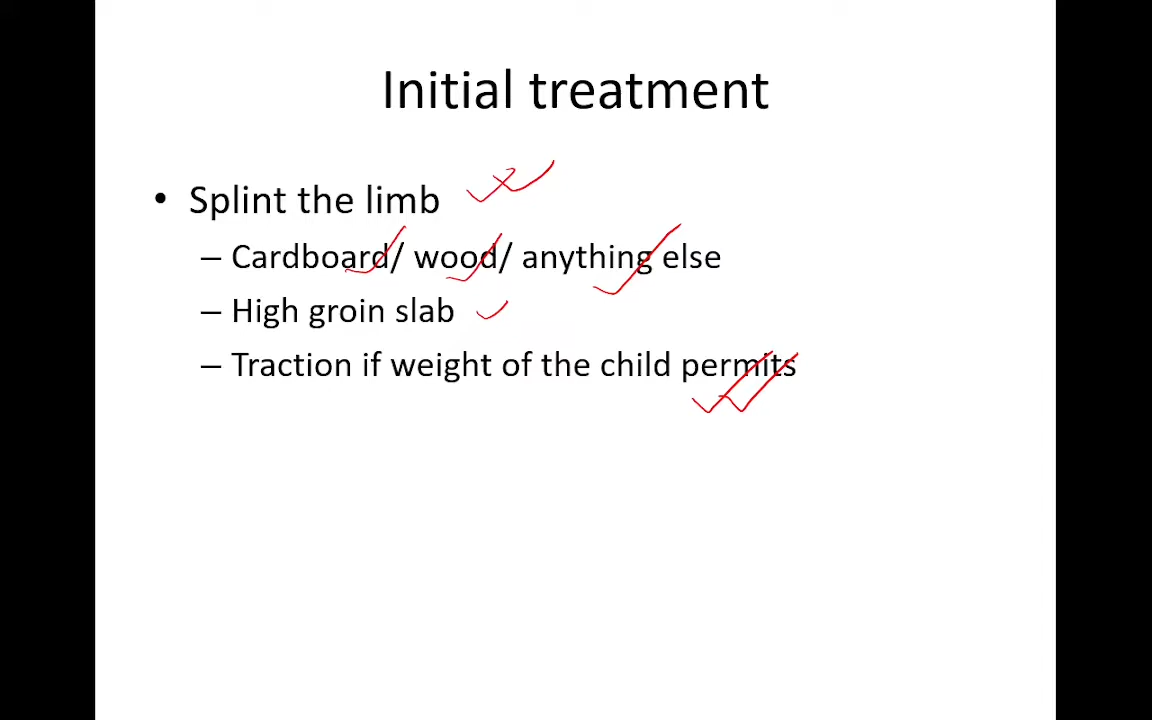 Initial treatment
• Splint the limb
– Cardboard/ wood/ anything else
– High groin slab
– Traction if weight of the child permits